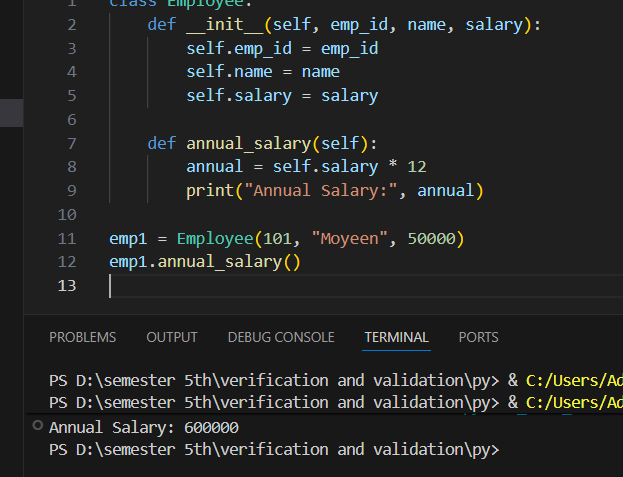 1 class Employee:
2 def __init__(self, emp_id, name, salary):
3 self.emp_id = emp_id
4 self.name = name
5 self.salary = salary
6
7 def annual_salary(self):
8 annual = self.salary * 12
9 print("Annual Salary:", annual)
10
11 emp1 = Employee(101, "Moyeen", 50000)
12 emp1.annual_salary()
13
PROBLEMS OUTPUT DEBUG CONSOLE TERMINAL PORTS
PS D:\semester 5th\verification and validation\py> & C:/Users/Ad
PS D:\semester 5th\verification and validation\py> & C:/Users/Ad
Annual Salary: 600000
PS D:\semester 5th\verification and validation\py>